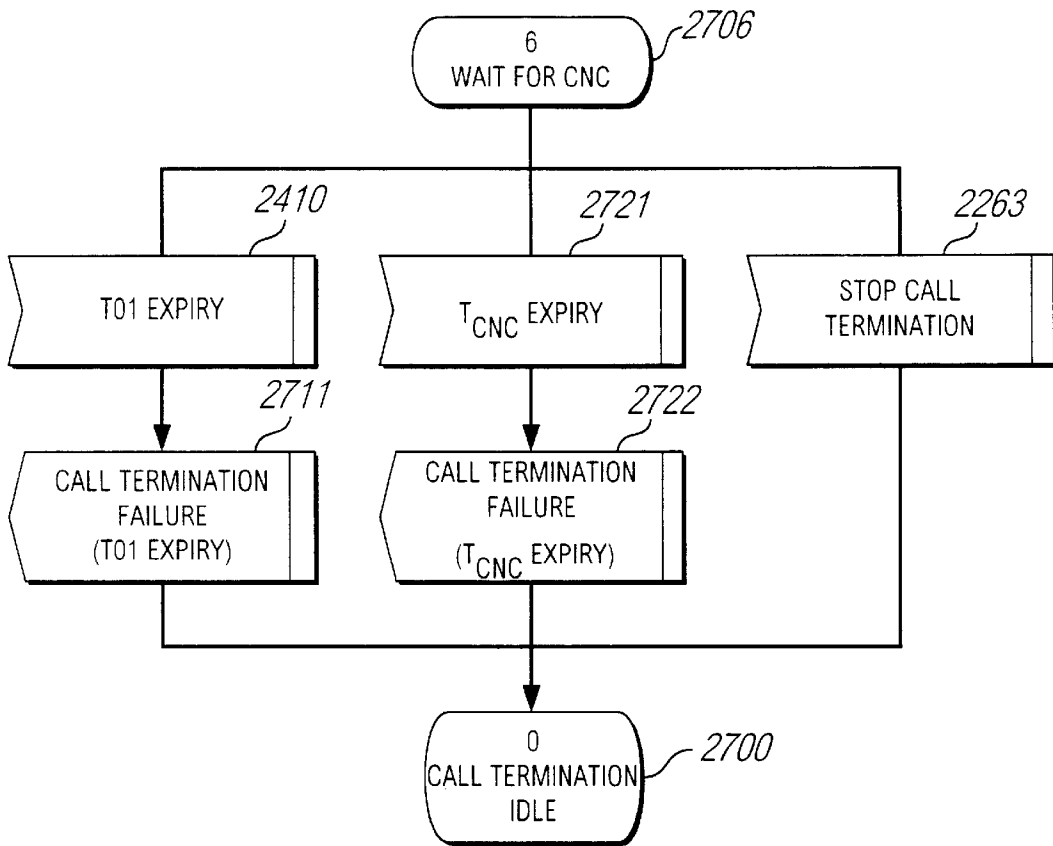 6
WAIT FOR CNC
2706
2410
2721
2263
T01 EXPIRY
TCNC EXPIRY
STOP CALL
TERMINATION
2711
2722
CALL TERMINATION
FAILURE
(T01 EXPIRY)
CALL TERMINATION
FAILURE
(TCNC EXPIRY)
0
CALL TERMINATION
IDLE
2700